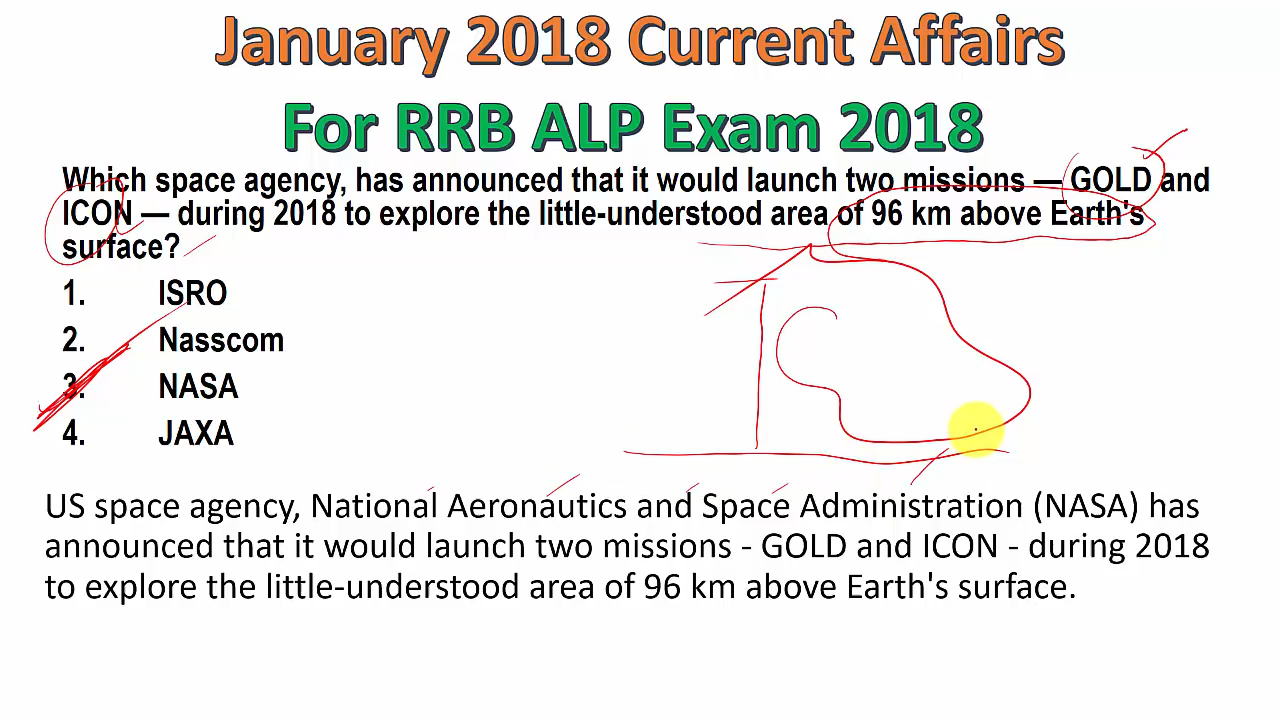 January 2018 Current Affairs
For RRB ALP Exam 2018
Which space agency, has announced that it would launch two missions — GOLD and
ICON — during 2018 to explore the little-understood area of 96 km above Earth's
surface?
1. ISRO
2. Nasscom
3. NASA
4. JAXA
US space agency, National Aeronautics and Space Administration (NASA) has
announced that it would launch two missions - GOLD and ICON - during 2018
to explore the little-understood area of 96 km above Earth's surface.